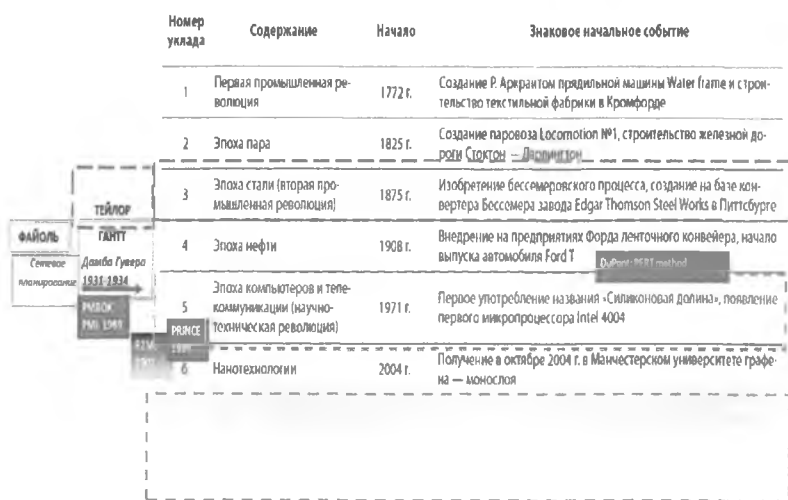 Номер уклада
Содержание
Начало
Знаковое начальное событие
1
Первая промышленная ре-
волюция
1772 г.
Создание Р. Аркраитом прядильной машины Water frame и строи-
тельство текстильной фабрики в Кромфорде
2
Эпоха пара
1825 г.
Создание паровоза Locomotion №1, строительство железной до-
роги Стоктон — Дарлингтон
ТЕЙЛОР
3
Эпоха стали (вторая про-
мышленная революция)
1875 г.
Изобретение бессемеровского процесса, создание на базе кон-
вертера Бессемера завода Edgar Thomson Steel Works в Питтсбурге
ФАЙОЛЬ
ГАНТТ
Сетевое
планирование
Дамба Гувера
1931-1934
4
Эпоха нефти
1908 г.
Внедрение на предприятиях Форда ленточного конвейера, начало
выпуска автомобиля Ford T
DuPont: PERT method
PMBOK
PMI
PRINCE
5
Эпоха компьютеров и теле-
коммуникации (научно-
техническая революция)
1971 г.
Первое употребление названия «Силиконовая долина», появление
первого микропроцессора Intel 4004
6
Нанотехнологии
2004 г.
Получение в октябре 2004 г. в Манчестерском университете графе-
на — монослоя